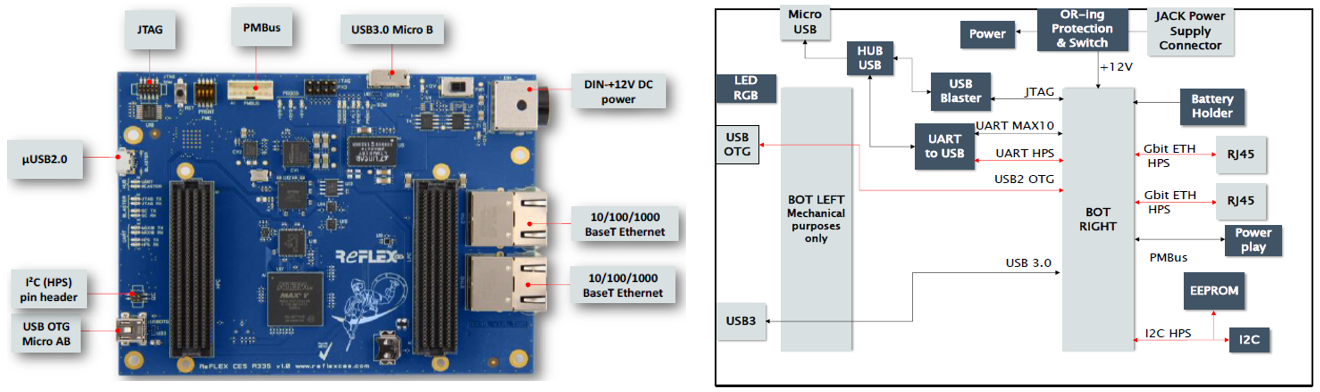 JTAG
PMBus
USB3.0 Micro B
DIN-+12V DC
power
µUSB2.0
10/100/1000
BaseT Ethernet
I²C (HPS)
pin header
10/100/1000
BaseT Ethernet
USB OTG
Micro AB
JTAG
PMBUS
JTAG
REFLEX
MAX V
ReFLEX CES R335 v1.0 www.reflexces.com
Micro
USB
Power
OR-ing
Protection
& Switch
JACK Power
Supply
Connector
HUB
USB
+12V
LED
RGB
USB
Blaster
JTAG
Battery
Holder
USB
OTG
UART
to USB
UART MAX10
UART HPS
USB2 OTG
Gbit ETH
HPS
RJ45
Gbit ETH
HPS
RJ45
BOT LEFT
Mechanical
purposes
only
BOT
RIGHT
Power
play
PMBus
USB 3.0
EEPROM
USB3
I2C HPS
I2C